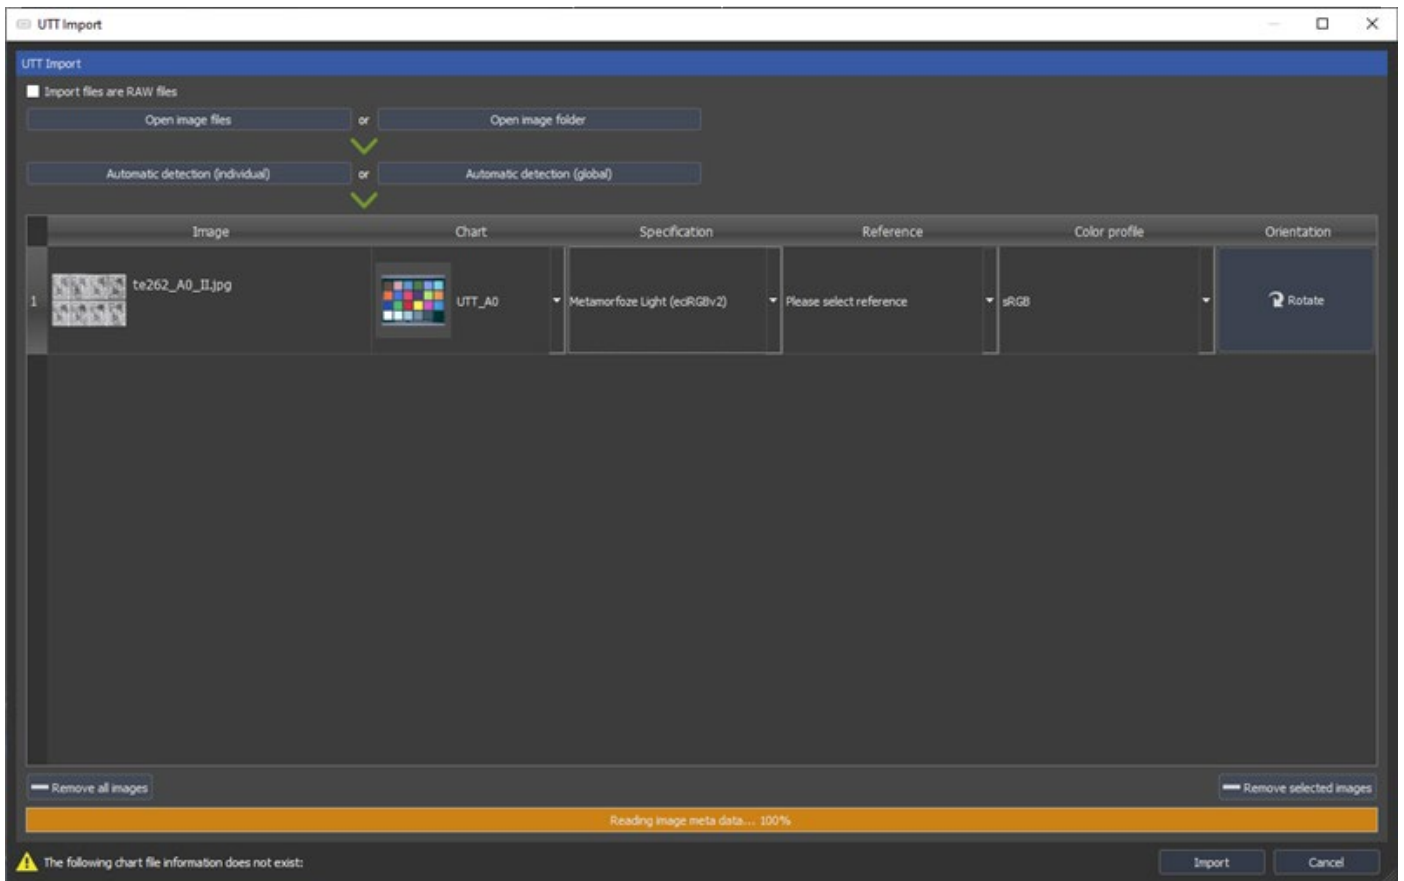 UTT Import
UTT Import
Import files are RAW files
Open image files or Open image folder
Automatic detection (individual) or Automatic detection (global)
Image Chart Specification Reference Color profile Orientation
1 te262_A0_II.jpg UTT_A0 Metamorfoze Light (eciRGBv2) Please select reference sRGB Rotate
Remove all images Remove selected images
Reading image meta data... 100%
The following chart file information does not exist: Import Cancel